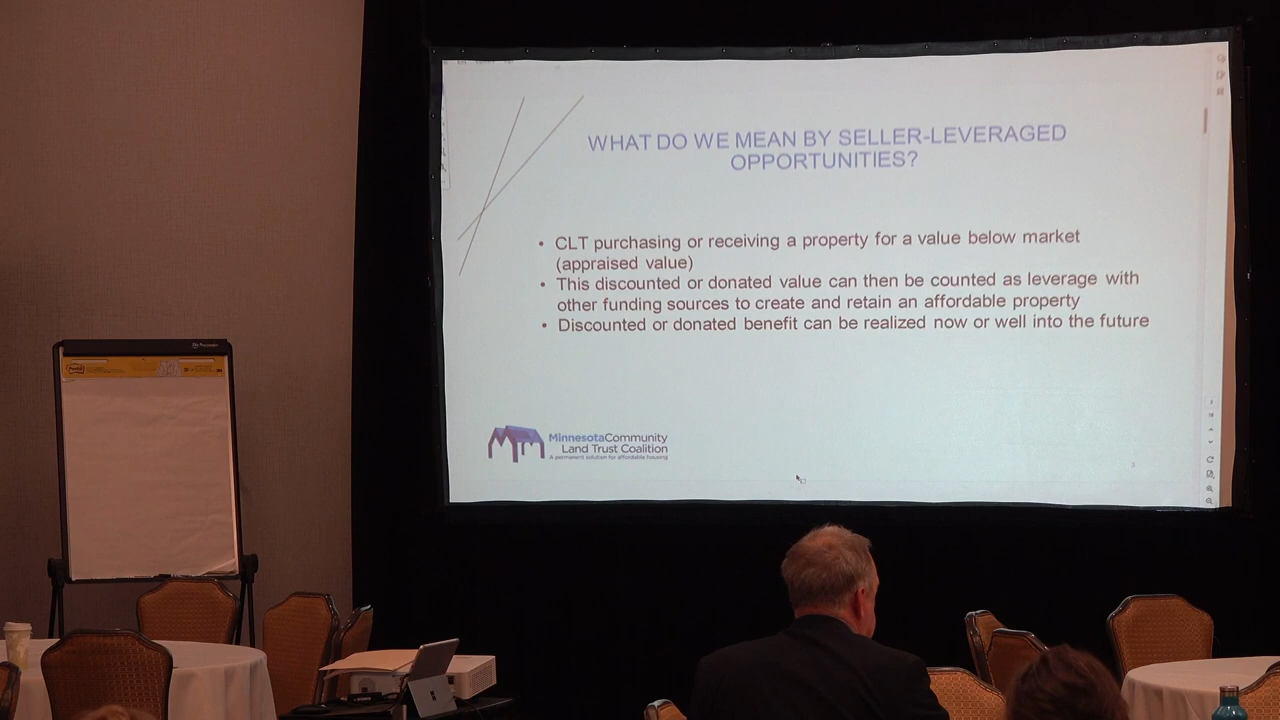 WHAT DO WE MEAN BY SELLER-LEVERAGED
OPPORTUNITIES?
• CLT purchasing or receiving a property for a value below market
(appraised value)
• This discounted or donated value can then be counted as leverage with
other funding sources to create and retain an affordable property
• Discounted or donated benefit can be realized now or well into the future
MinnesotaCommunity
Land Trust Coalition
A permanent solution for affordable housing
3
Post-it